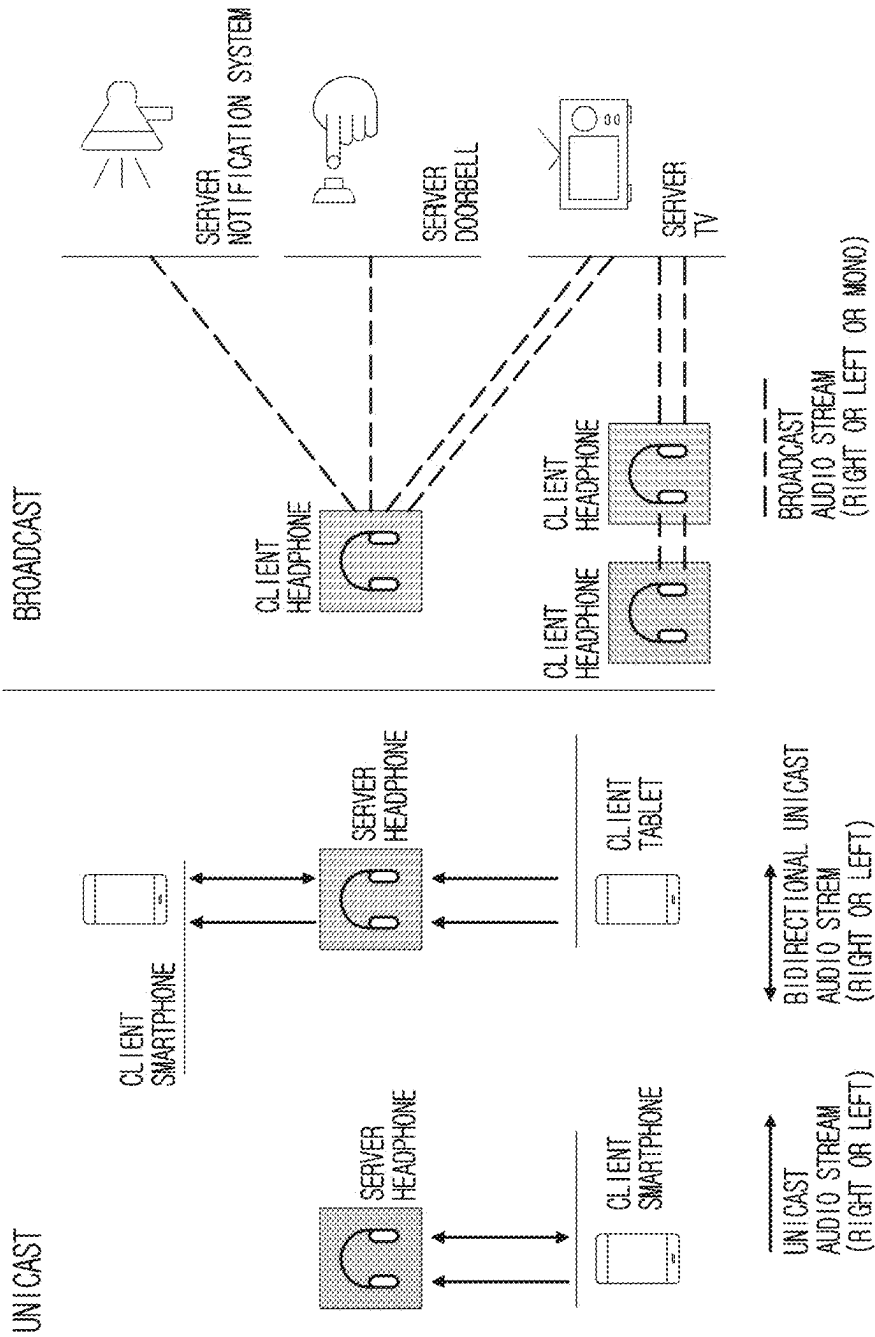 UNICAST
SERVER
HEADPHONE
CLIENT
SMARTPHONE
CLIENT
SMARTPHONE
SERVER
HEADPHONE
CLIENT
TABLET
UNICAST
AUDIO STREAM
(RIGHT OR LEFT)
BIDIRECTIONAL UNICAST
AUDIO STREM
(RIGHT OR LEFT)
BROADCAST
CLIENT
HEADPHONE
CLIENT
HEADPHONE
CLIENT
HEADPHONE
SERVER
NOTIFICATION SYSTEM
SERVER
DOORBELL
SERVER
TV
BROADCAST
AUDIO STREAM
(RIGHT OR LEFT OR MONO)